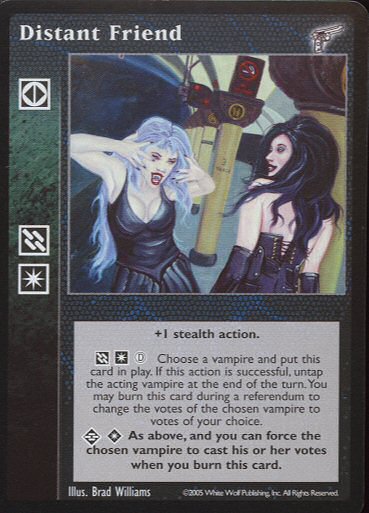 Distant Friend
+1 stealth action.
D Choose a vampire and put this
card in play. If this action is successful, untap
the acting vampire at the end of the turn. You
may burn this card during a referendum to
change the votes of the chosen vampire to
votes of your choice.
As above, and you can force the
chosen vampire to cast his or her votes
when you burn this card.
Illus. Brad Williams
©2005 White Wolf Publishing, Inc. All Rights Reserved.